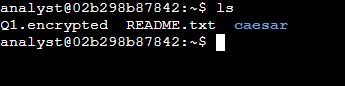 analyst@02b298b87842:~$ ls
Q1.encrypted  README.txt  caesar
analyst@02b298b87842:~$